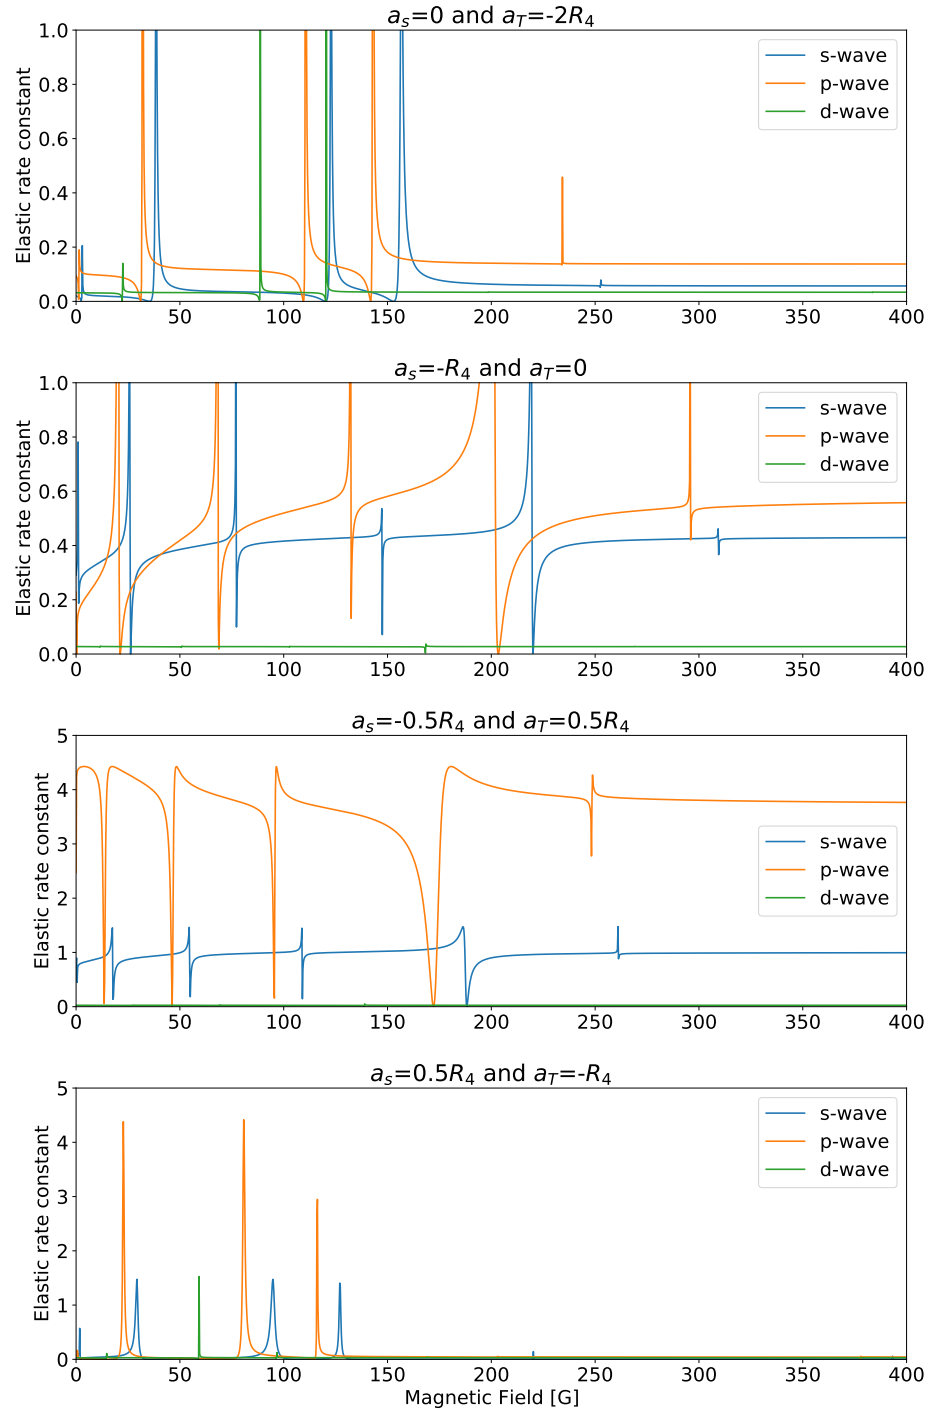 a_s=0 and a_T=-2R_4
Elastic rate constant
1.0
0.8
0.6
0.4
0.2
0.0
s-wave
p-wave
d-wave
0 50 100 150 200 250 300 350 400
a_s=-R_4 and a_T=0
Elastic rate constant
1.0
0.8
0.6
0.4
0.2
0.0
s-wave
p-wave
d-wave
0 50 100 150 200 250 300 350 400
a_s=-0.5R_4 and a_T=0.5R_4
Elastic rate constant
5
4
3
2
1
0
s-wave
p-wave
d-wave
0 50 100 150 200 250 300 350 400
a_s=0.5R_4 and a_T=-R_4
Elastic rate constant
5
4
3
2
1
0
s-wave
p-wave
d-wave
0 50 100 150 200 250 300 350 400
Magnetic Field [G]